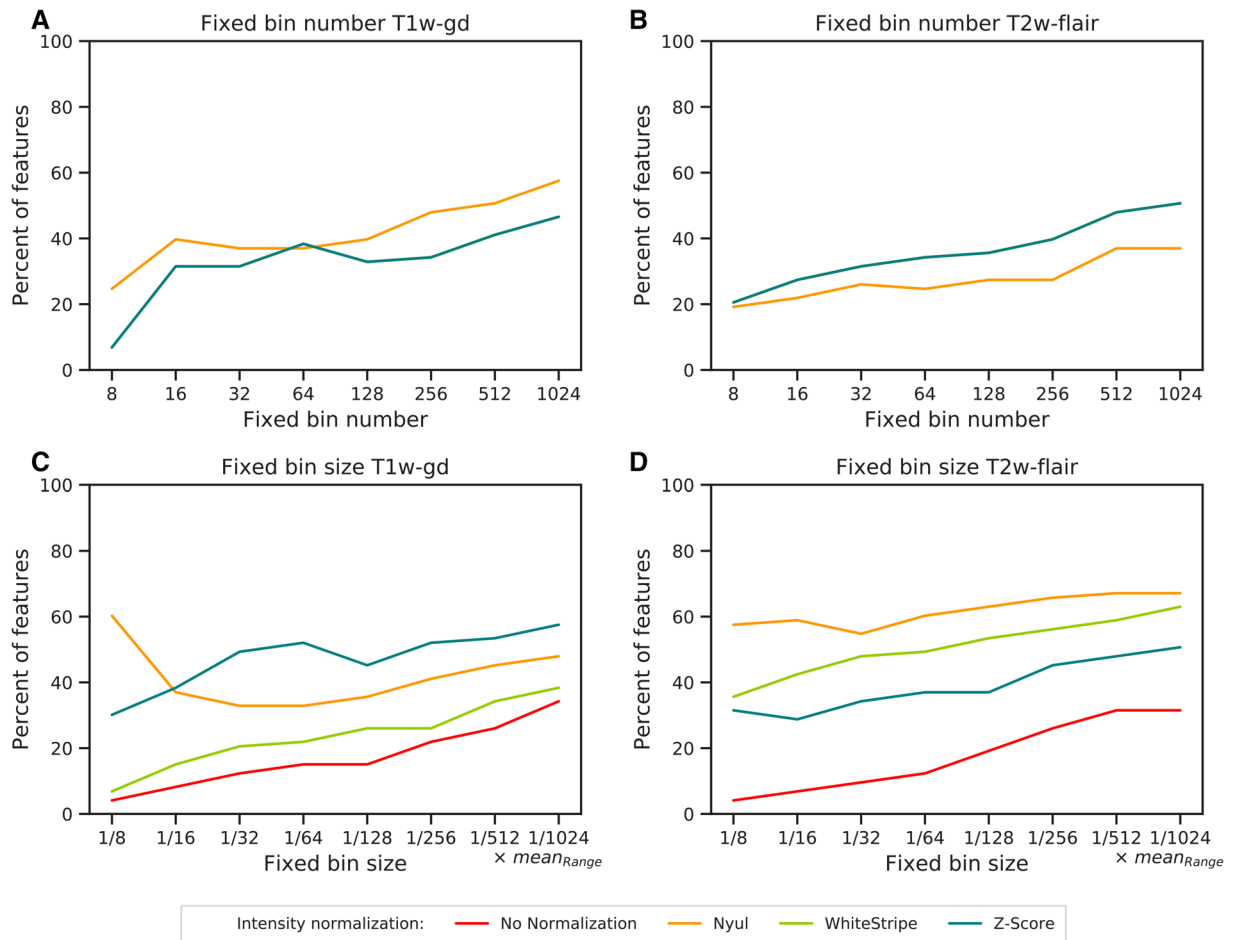 A
Fixed bin number T1w-gd
Percent of features
100
80
60
40
20
0
8 16 32 64 128 256 512 1024
Fixed bin number
B
Fixed bin number T2w-flair
Percent of features
100
80
60
40
20
0
8 16 32 64 128 256 512 1024
Fixed bin number
C
Fixed bin size T1w-gd
Percent of features
100
80
60
40
20
0
1/8 1/16 1/32 1/64 1/128 1/256 1/512 1/1024
Fixed bin size
× mean_Range
D
Fixed bin size T2w-flair
Percent of features
100
80
60
40
20
0
1/8 1/16 1/32 1/64 1/128 1/256 1/512 1/1024
Fixed bin size
× mean_Range
Intensity normalization: No Normalization Nyul WhiteStripe Z-Score